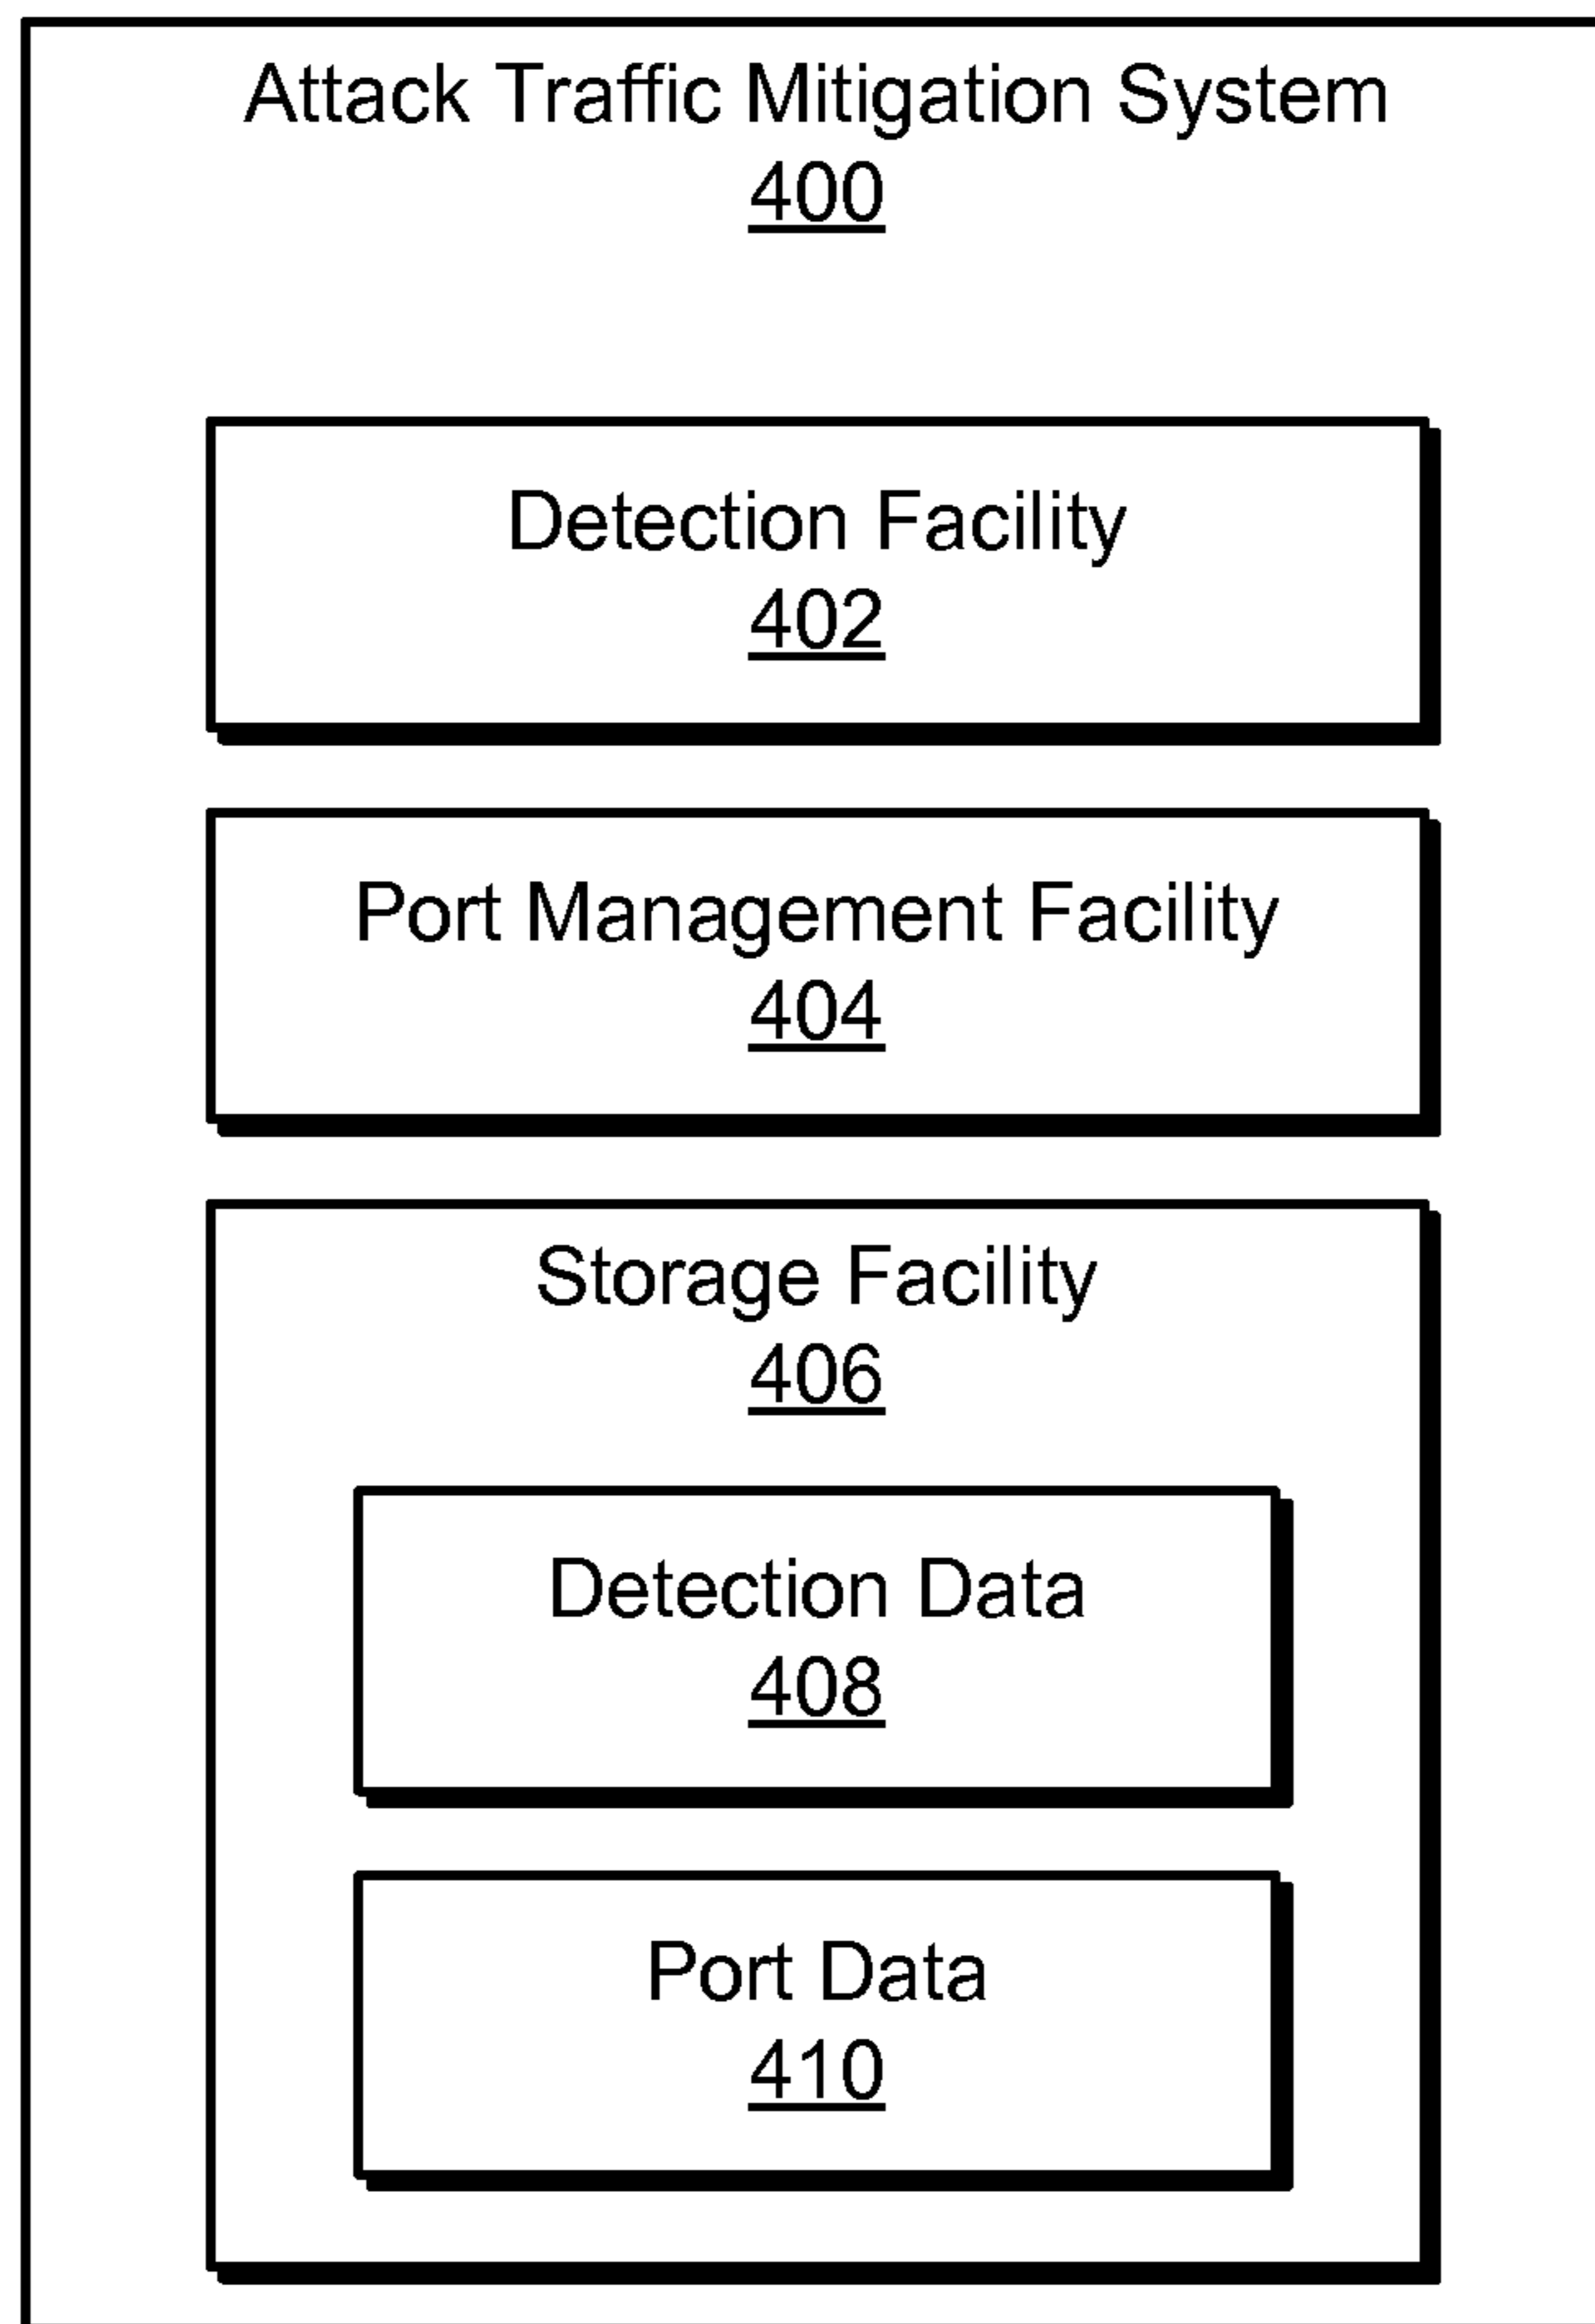 Attack Traffic Mitigation System
400
Detection Facility
402
Port Management Facility
404
Storage Facility
406
Detection Data
408
Port Data
410